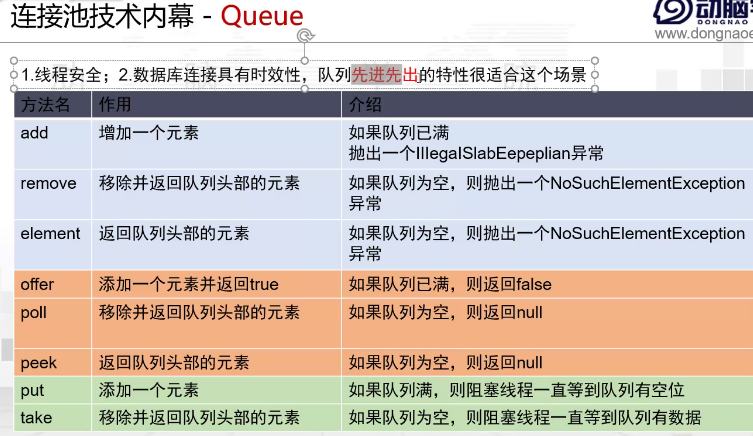 连接池技术内幕 - Queue
动脑
DONGNAO
www.dongnaoe
1.线程安全；2.数据库连接具有时效性，队列先进先出的特性很适合这个场景
方法名 作用 介绍
add 增加一个元素 如果队列已满
抛出一个IIIegaISlabEepeplian异常
remove 移除并返回队列头部的元素 如果队列为空，则抛出一个NoSuchElementException
异常
element 返回队列头部的元素 如果队列为空，则抛出一个NoSuchElementException
异常
offer 添加一个元素并返回true 如果队列已满，则返回false
poll 移除并返回队列头部的元素 如果队列为空，则返回null
peek 返回队列头部的元素 如果队列为空，则返回null
put 添加一个元素 如果队列满，则阻塞线程一直等到队列有空位
take 移除并返回队列头部的元素 如果队列为空，则阻塞线程一直等到队列有数据